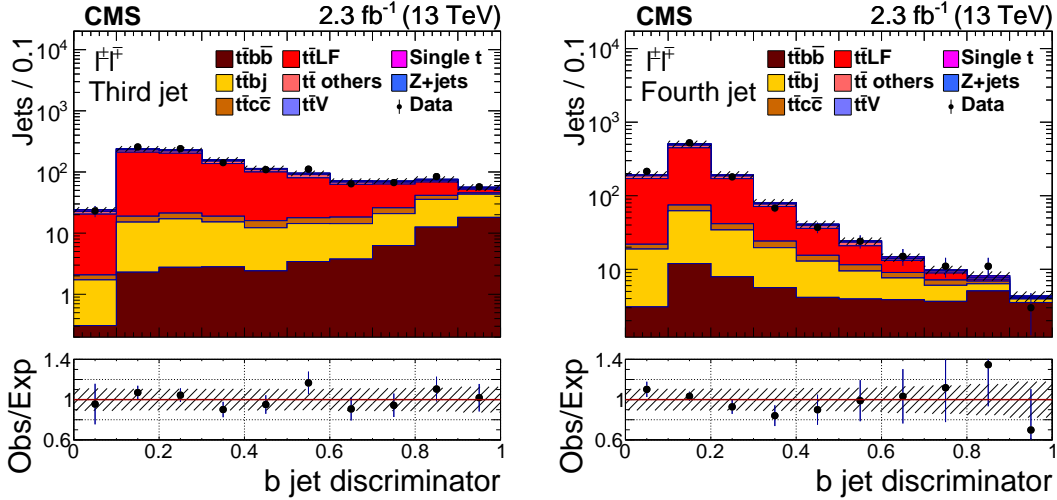 CMS 2.3 fb⁻¹ (13 TeV)
Jets / 0.1
10⁴
10³
10²
10
1
l±l∓
Third jet
tt̄bb̄ tt̄LF Single t
tt̄bj tt̄ others Z+jets
tt̄cc̄ tt̄V Data
Obs/Exp
1.4
1
0.6
0 0.2 0.4 0.6 0.8 1
b jet discriminator
CMS 2.3 fb⁻¹ (13 TeV)
Jets / 0.1
10⁴
10³
10²
10
l±l∓
Fourth jet
tt̄bb̄ tt̄LF Single t
tt̄bj tt̄ others Z+jets
tt̄cc̄ tt̄V Data
Obs/Exp
1.4
1
0.6
0 0.2 0.4 0.6 0.8 1
b jet discriminator